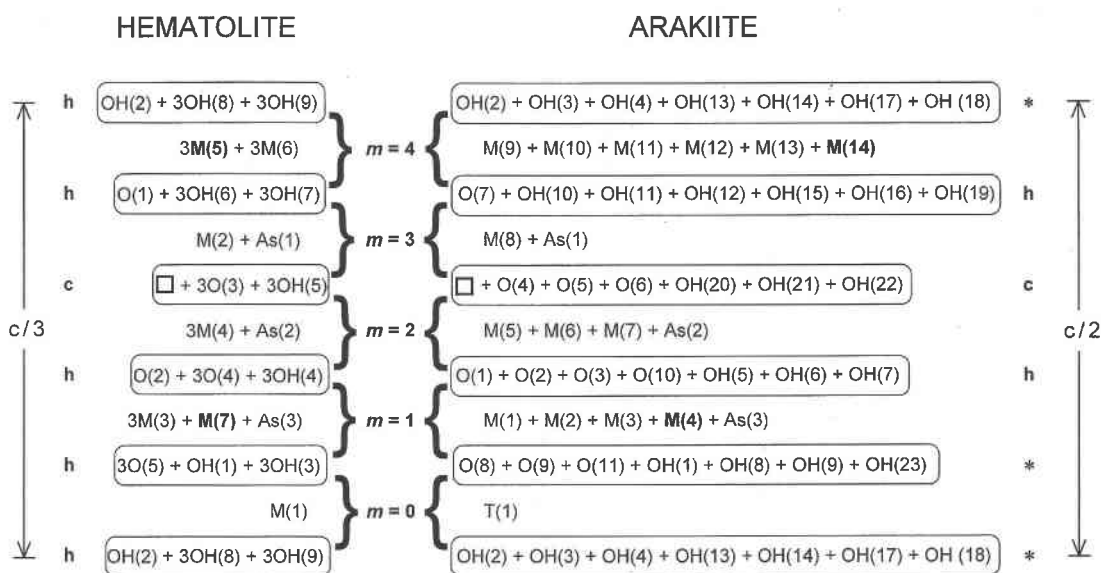 HEMATOLITE ARAKIITE
h OH(2) + 3OH(8) + 3OH(9) OH(2) + OH(3) + OH(4) + OH(13) + OH(14) + OH(17) + OH (18) *
3M(5) + 3M(6) m = 4 M(9) + M(10) + M(11) + M(12) + M(13) + M(14)
h O(1) + 3OH(6) + 3OH(7) O(7) + OH(10) + OH(11) + OH(12) + OH(15) + OH(16) + OH(19) h
M(2) + As(1) m = 3 M(8) + As(1)
c □ + 3O(3) + 3OH(5) □ + O(4) + O(5) + O(6) + OH(20) + OH(21) + OH(22) c
c/3 3M(4) + As(2) m = 2 M(5) + M(6) + M(7) + As(2) c/2
h O(2) + 3O(4) + 3OH(4) O(1) + O(2) + O(3) + O(10) + OH(5) + OH(6) + OH(7) h
3M(3) + M(7) + As(3) m = 1 M(1) + M(2) + M(3) + M(4) + As(3)
h 3O(5) + OH(1) + 3OH(3) O(8) + O(9) + O(11) + OH(1) + OH(8) + OH(9) + OH(23) *
M(1) m = 0 T(1)
h OH(2) + 3OH(8) + 3OH(9) OH(2) + OH(3) + OH(4) + OH(13) + OH(14) + OH(17) + OH (18) *